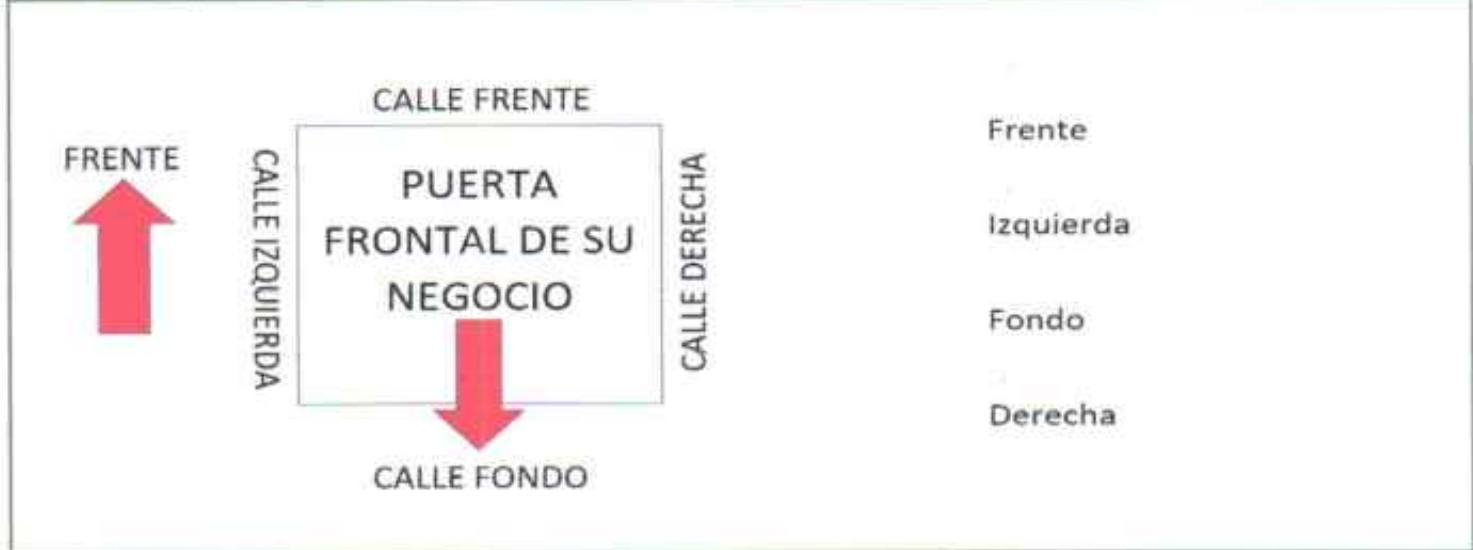 CALLE FRENTE
FRENTE
CALLE IZQUIERDA
PUERTA
FRONTAL DE SU
NEGOCIO
CALLE DERECHA
CALLE FONDO
Frente
Izquierda
Fondo
Derecha